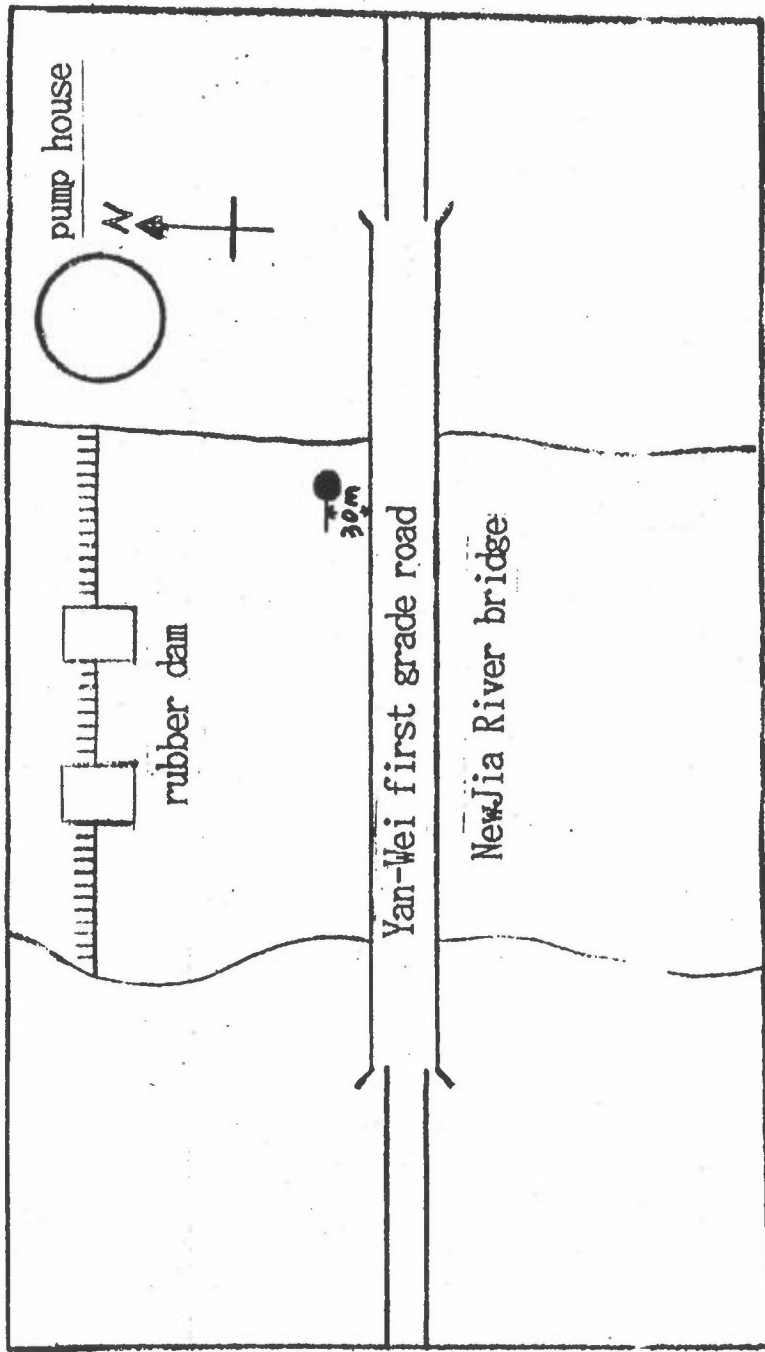 pump house
N
30m
rubber dam
Yan-Wei first grade road
NewJia River bridge